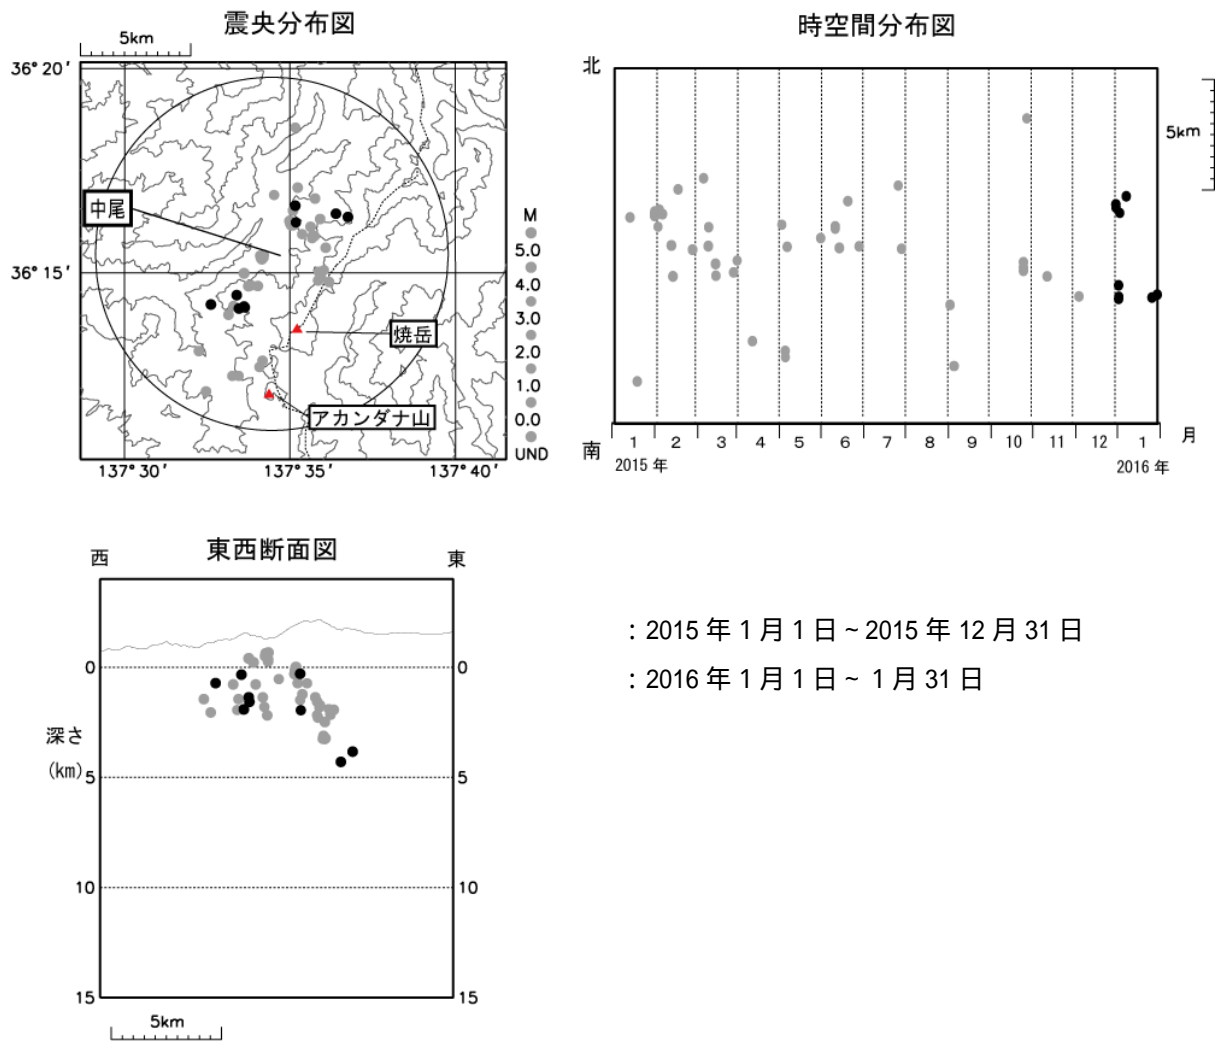 震央分布図
5km
36°20′
中尾
36°15′
焼岳
アカンダナ山
137°30′
137°35′
137°40′
M
5.0
4.0
3.0
2.0
1.0
0.0
UND
時空間分布図
北
5km
南
1 2 3 4 5 6 7 8 9 10 11 12 1 月
2015 年
2016 年
東西断面図
西
東
0
0
深さ
(km)
5
5
10
10
15
15
5km
：2015 年 1 月 1 日 ~ 2015 年 12 月 31 日
：2016 年 1 月 1 日 ~ 1 月 31 日